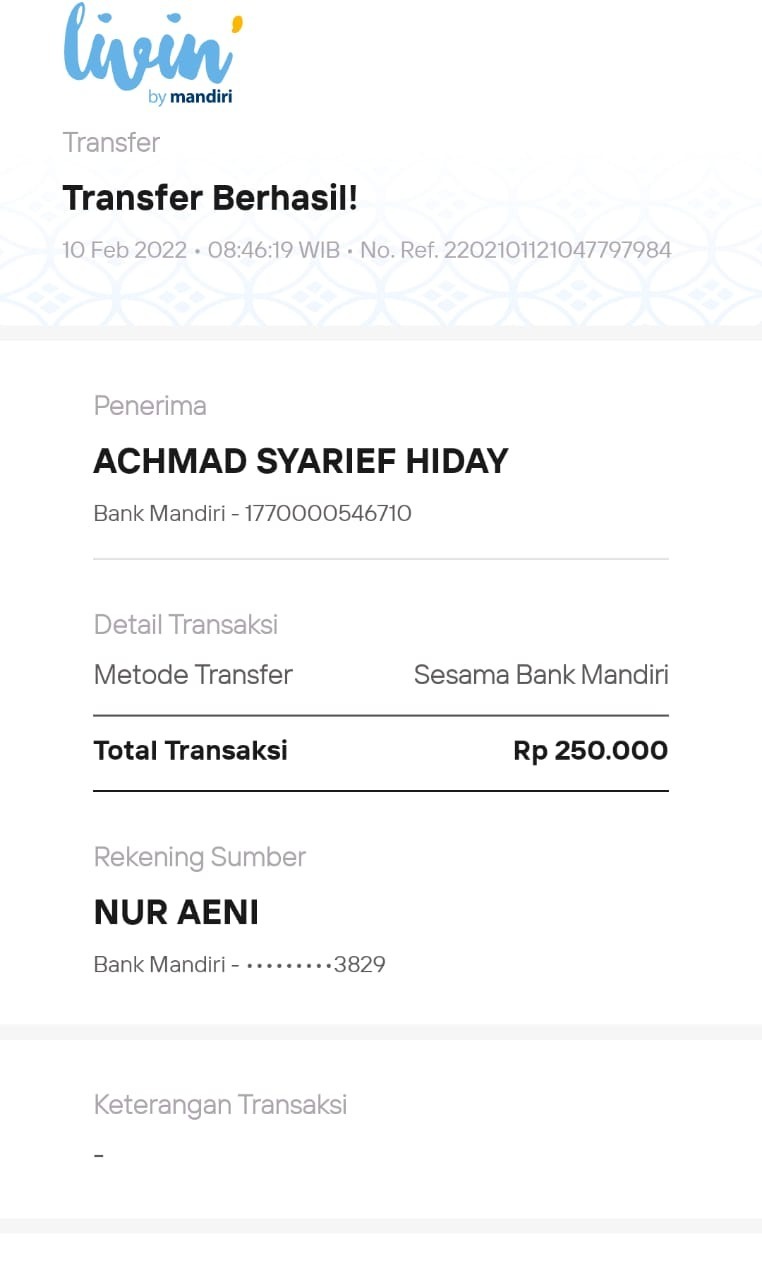 livin'
by mandiri
Transfer
Transfer Berhasil!
10 Feb 2022 • 08:46:19 WIB • No. Ref. 2202101121047797984
Penerima
ACHMAD SYARIEF HIDAY
Bank Mandiri - 1770000546710
Detail Transaksi
Metode Transfer Sesama Bank Mandiri
Total Transaksi Rp 250.000
Rekening Sumber
NUR AENI
Bank Mandiri - •••••••••3829
Keterangan Transaksi
-